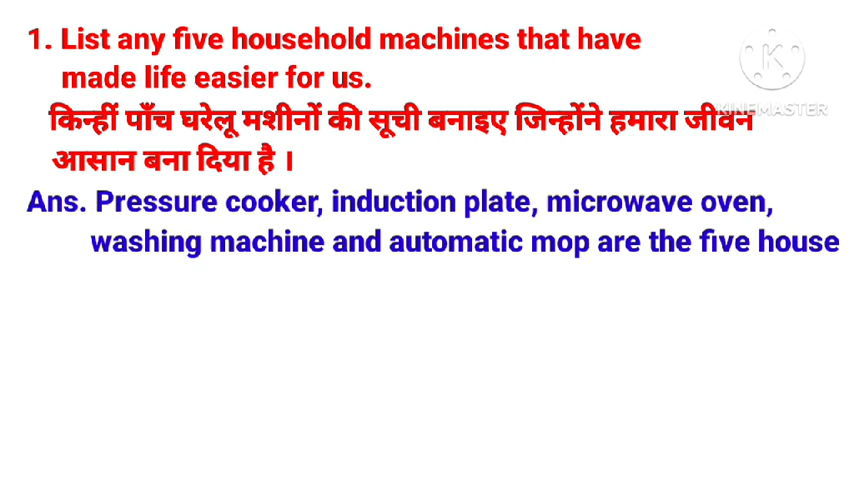 1. List any five household machines that have
made life easier for us.
किन्हीं पाँच घरेलू मशीनों की सूची बनाइए जिन्होंने हमारा जीवन
आसान बना दिया है ।
Ans. Pressure cooker, induction plate, microwave oven,
washing machine and automatic mop are the five house
K
KINEMASTER